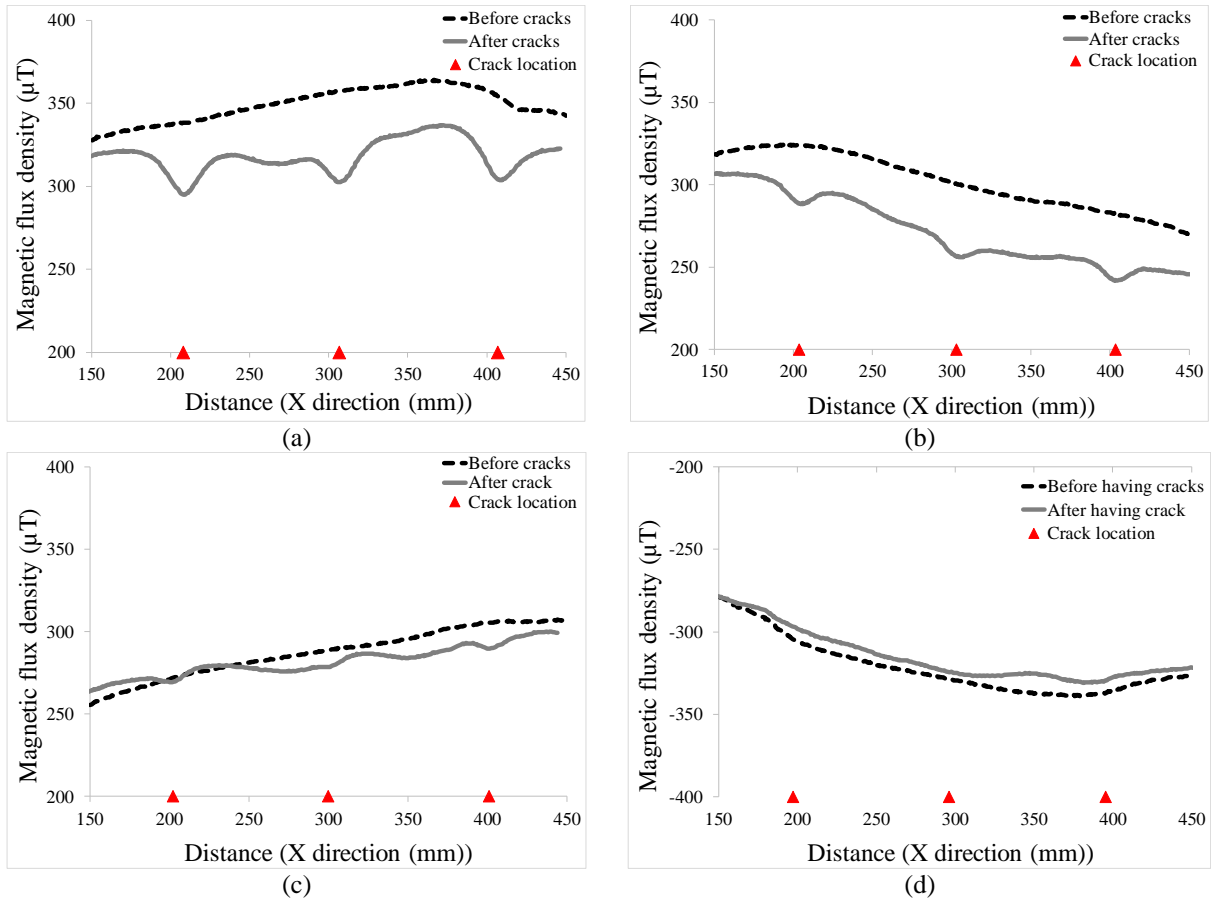 400
350
300
250
200
Magnetic flux density (µT)
Before cracks
After cracks
Crack location
150 200 250 300 350 400 450
Distance (X direction (mm))
(a)
400
350
300
250
200
Magnetic flux density (µT)
Before cracks
After cracks
Crack location
150 200 250 300 350 400 450
Distance (X direction (mm))
(b)
400
350
300
250
200
Magnetic flux density (µT)
Before cracks
After crack
Crack location
150 200 250 300 350 400 450
Distance (X direction (mm))
(c)
-200
-250
-300
-350
-400
Magnetic flux density (µT)
Before having cracks
After having crack
Crack location
150 200 250 300 350 400 450
Distance (X direction (mm))
(d)